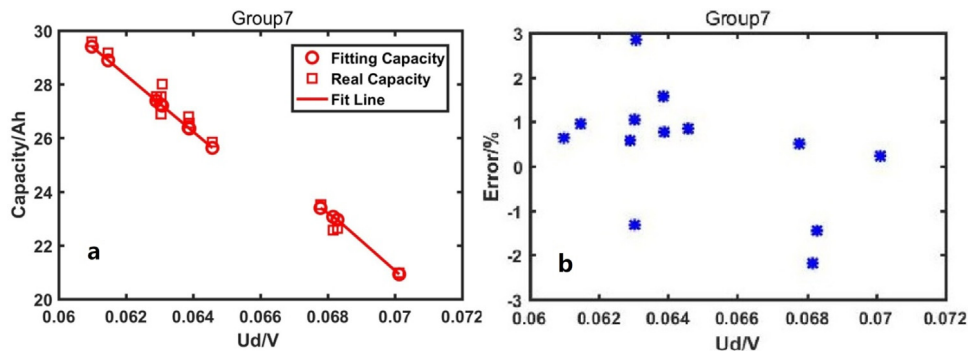 Group7
30
28
26
24
22
20
Capacity/Ah
Fitting Capacity
Real Capacity
Fit Line
a
0.06 0.062 0.064 0.066 0.068 0.07 0.072
Ud/V
Group7
3
2
1
0
-1
-2
-3
Error/%
b
0.06 0.062 0.064 0.066 0.068 0.07 0.072
Ud/V